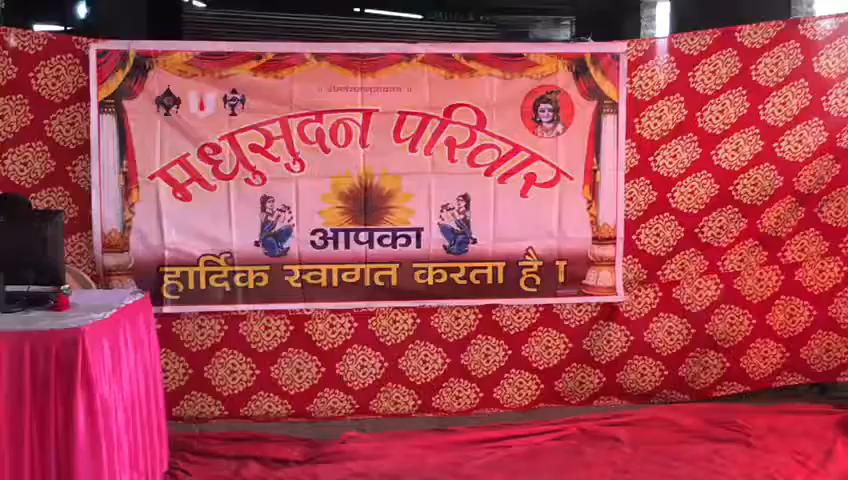 मधुसुदन परिवार
आपका
हार्दिक स्वागत करता है।